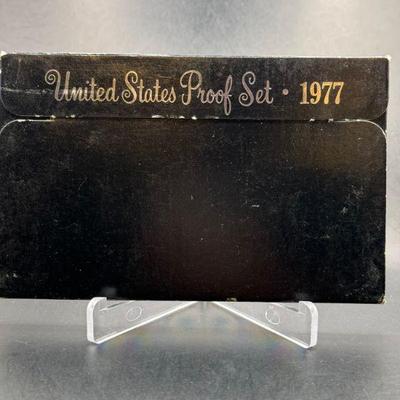 United States Proof Set · 1977